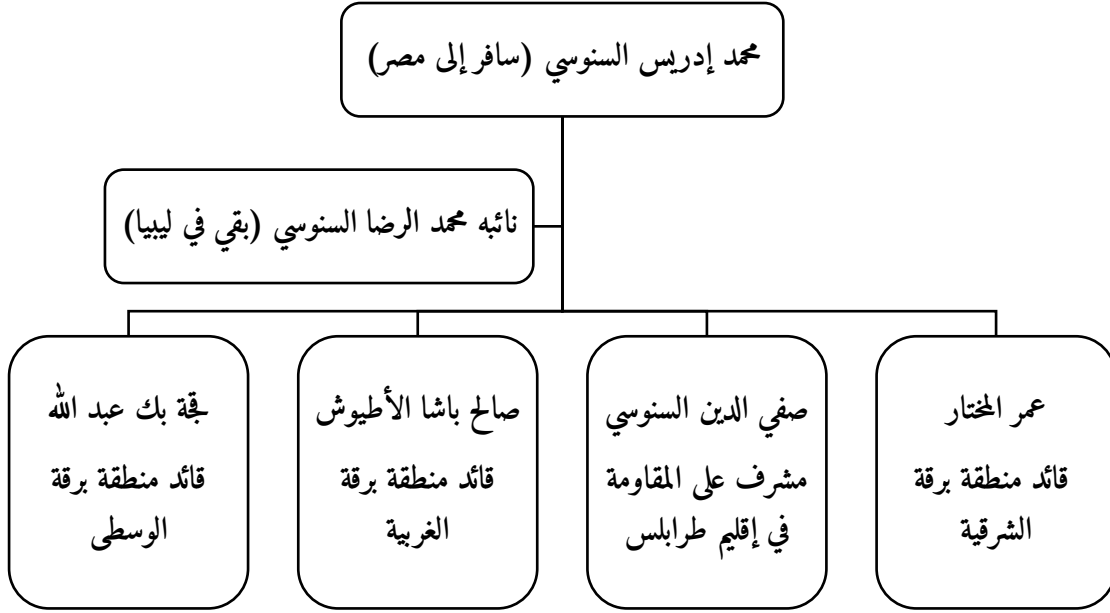 محمد إدريس السنوسي (سافر إلى مصر)
نائبه محمد الرضا السنوسي (بقي في ليبيا)
عمر المختار
قائد منطقة برقة
الشرقية
صفي الدين السنوسي
مشرف على المقاومة
في إقليم طرابلس
صالح باشا الأطيوش
قائد منطقة برقة
الغربية
قجة بك عبد الله
قائد منطقة برقة
الوسطى